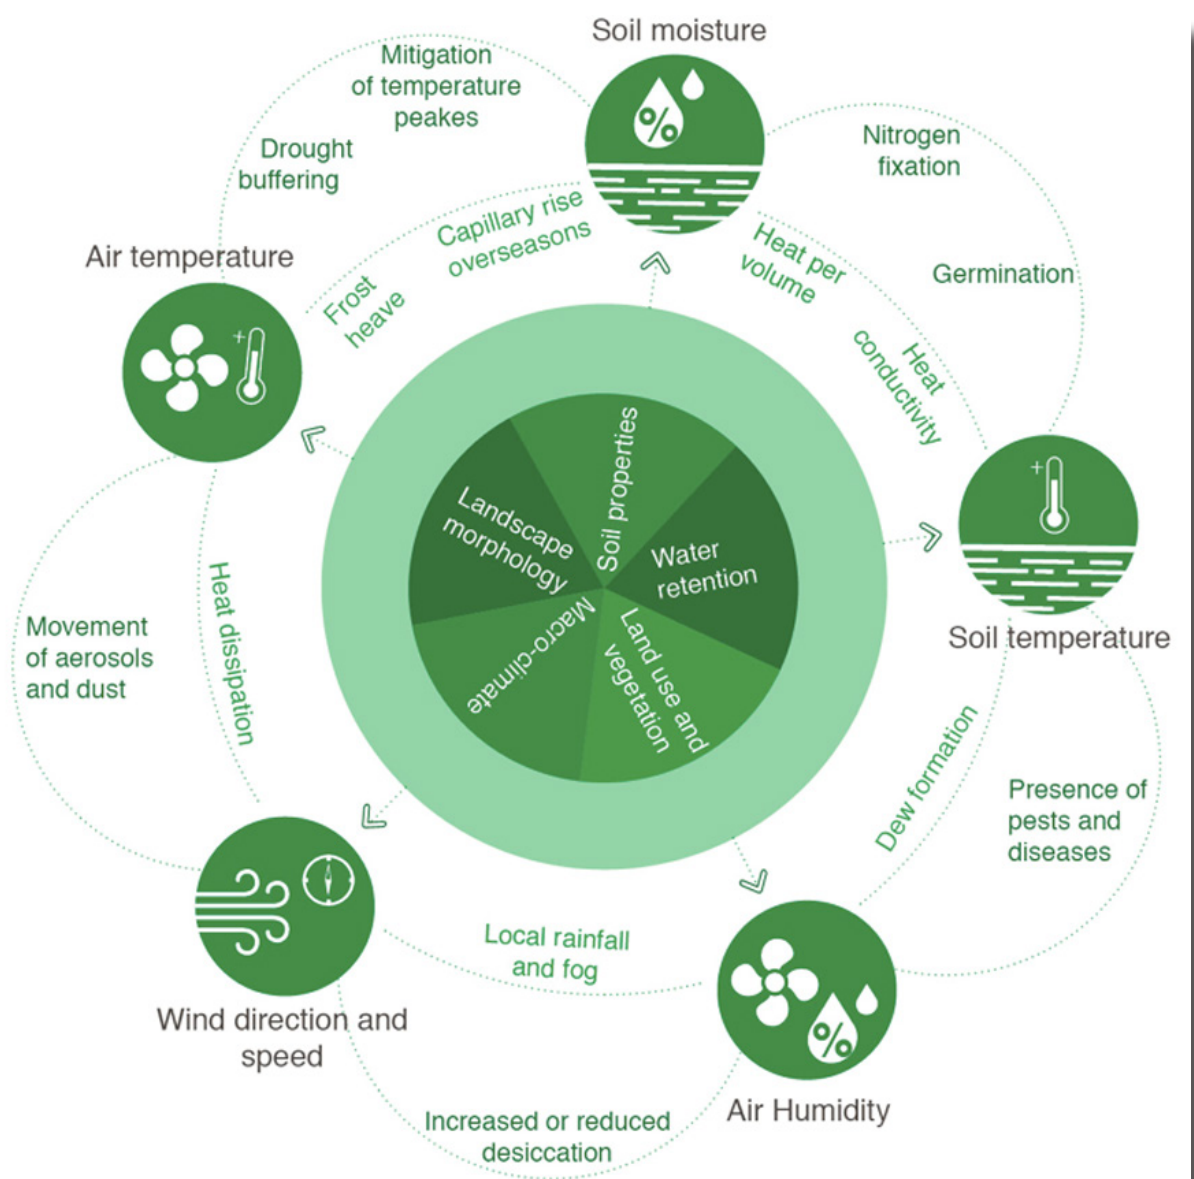 Soil moisture
Mitigation
of temperature
peakes
Drought
buffering
Nitrogen
fixation
Capillary rise
overseasons
Heat per
volume
Air temperature
Germination
Frost
heave
Heat
conductivity
+
%
Soil properties
Landscape
morphology
Water
retention
+
Macro-climate
Land use and
vegetation
Heat dissipation
Movement
of aerosols
and dust
Soil temperature
Dew formation
Presence of
pests and
diseases
Local rainfall
and fog
Wind direction and
speed
%
Air Humidity
Increased or reduced
desiccation